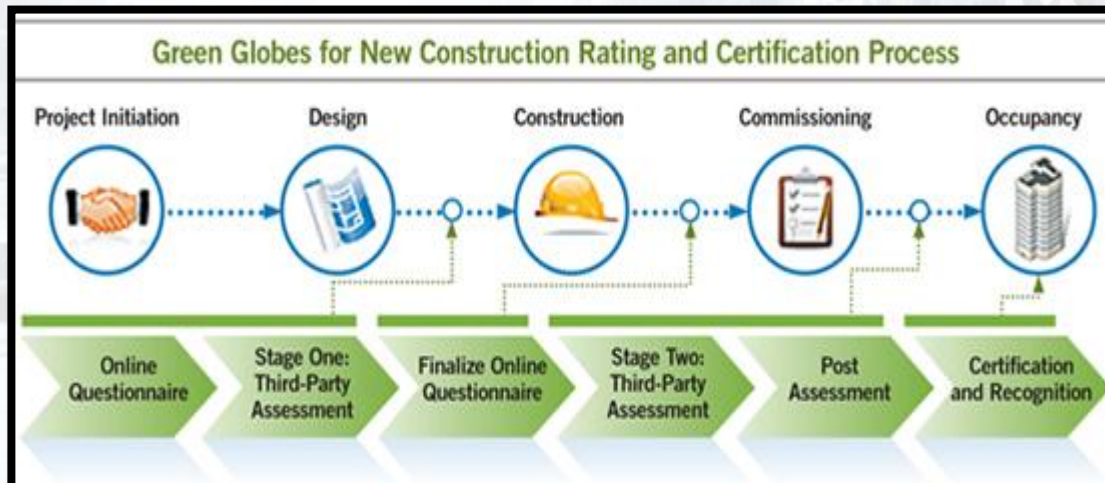 Green Globes for New Construction Rating and Certification Process
Project Initiation
Design
Construction
Commissioning
Occupancy
Online
Questionnaire
Stage One:
Third-Party
Assessment
Finalize Online
Questionnaire
Stage Two:
Third-Party
Assessment
Post
Assessment
Certification
and Recognition